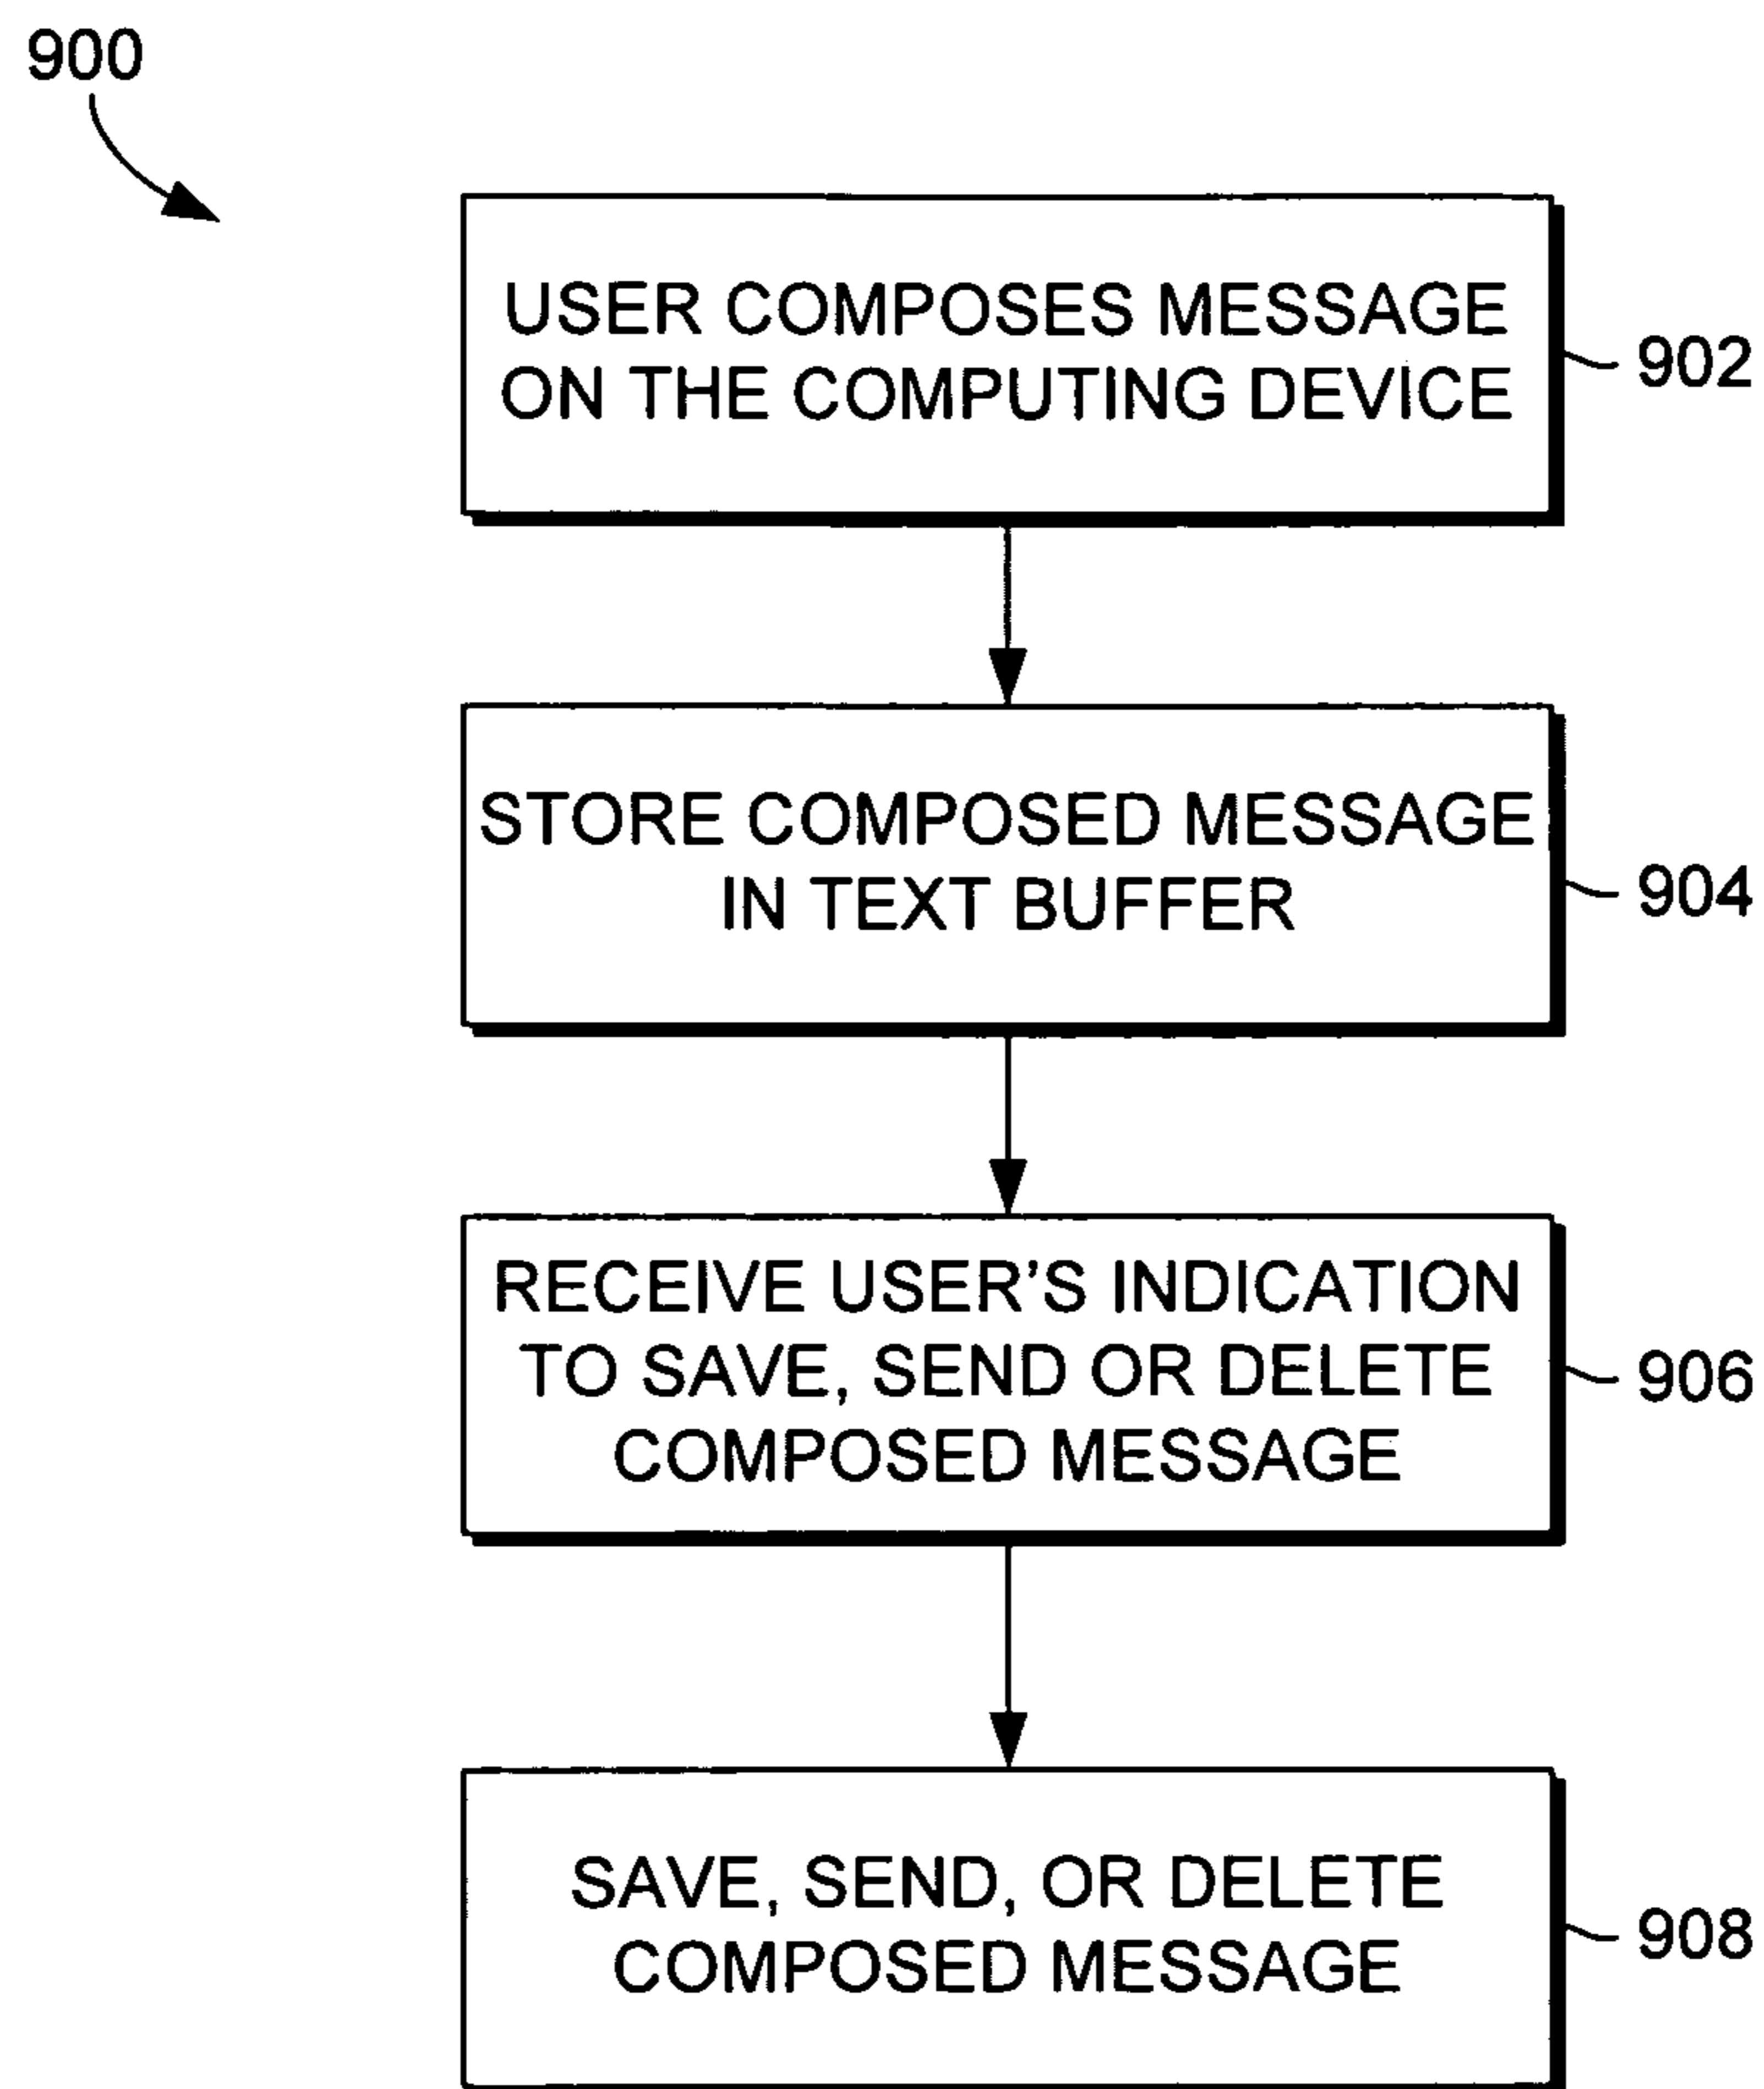 900
USER COMPOSES MESSAGE
ON THE COMPUTING DEVICE
902
STORE COMPOSED MESSAGE
IN TEXT BUFFER
904
RECEIVE USER’S INDICATION
TO SAVE, SEND OR DELETE
COMPOSED MESSAGE
906
SAVE, SEND, OR DELETE
COMPOSED MESSAGE
908